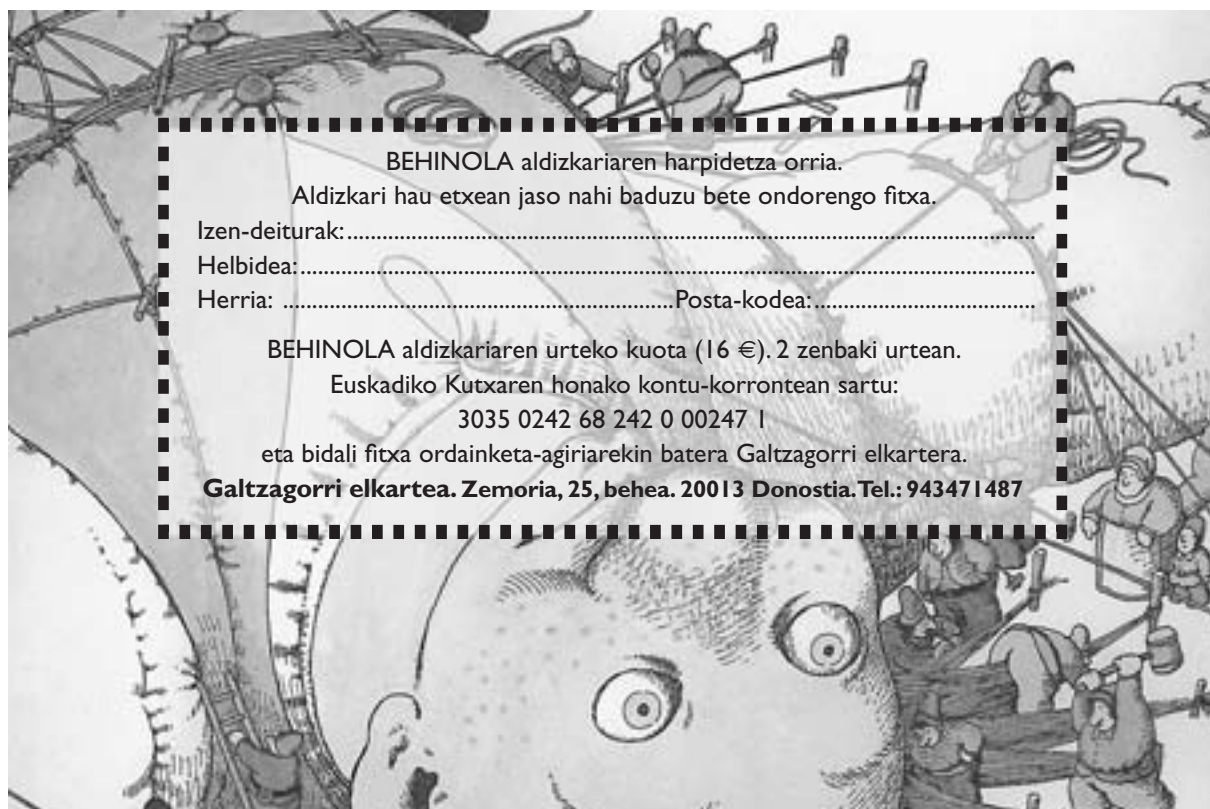 BEHINOLA aldizkariaren harpidetza orria.
Aldizkari hau etxean jaso nahi baduzu bete ondorengo fitxa.
Izen-deiturak:......................................................................................................................
Helbidea:..............................................................................................................................
Herria: ...................................................................Posta-kodea:......................................
BEHINOLA aldizkariaren urteko kuota (16 €). 2 zenbaki urtean.
Euskadiko Kutxaren honako kontu-korrontean sartu:
3035 0242 68 242 0 00247 1
eta bidali fitxa ordainketa-agiriarekin batera Galtzagorri elkartera.
Galtzagorri elkartea. Zemoria, 25, behea. 20013 Donostia. Tel.: 943471487